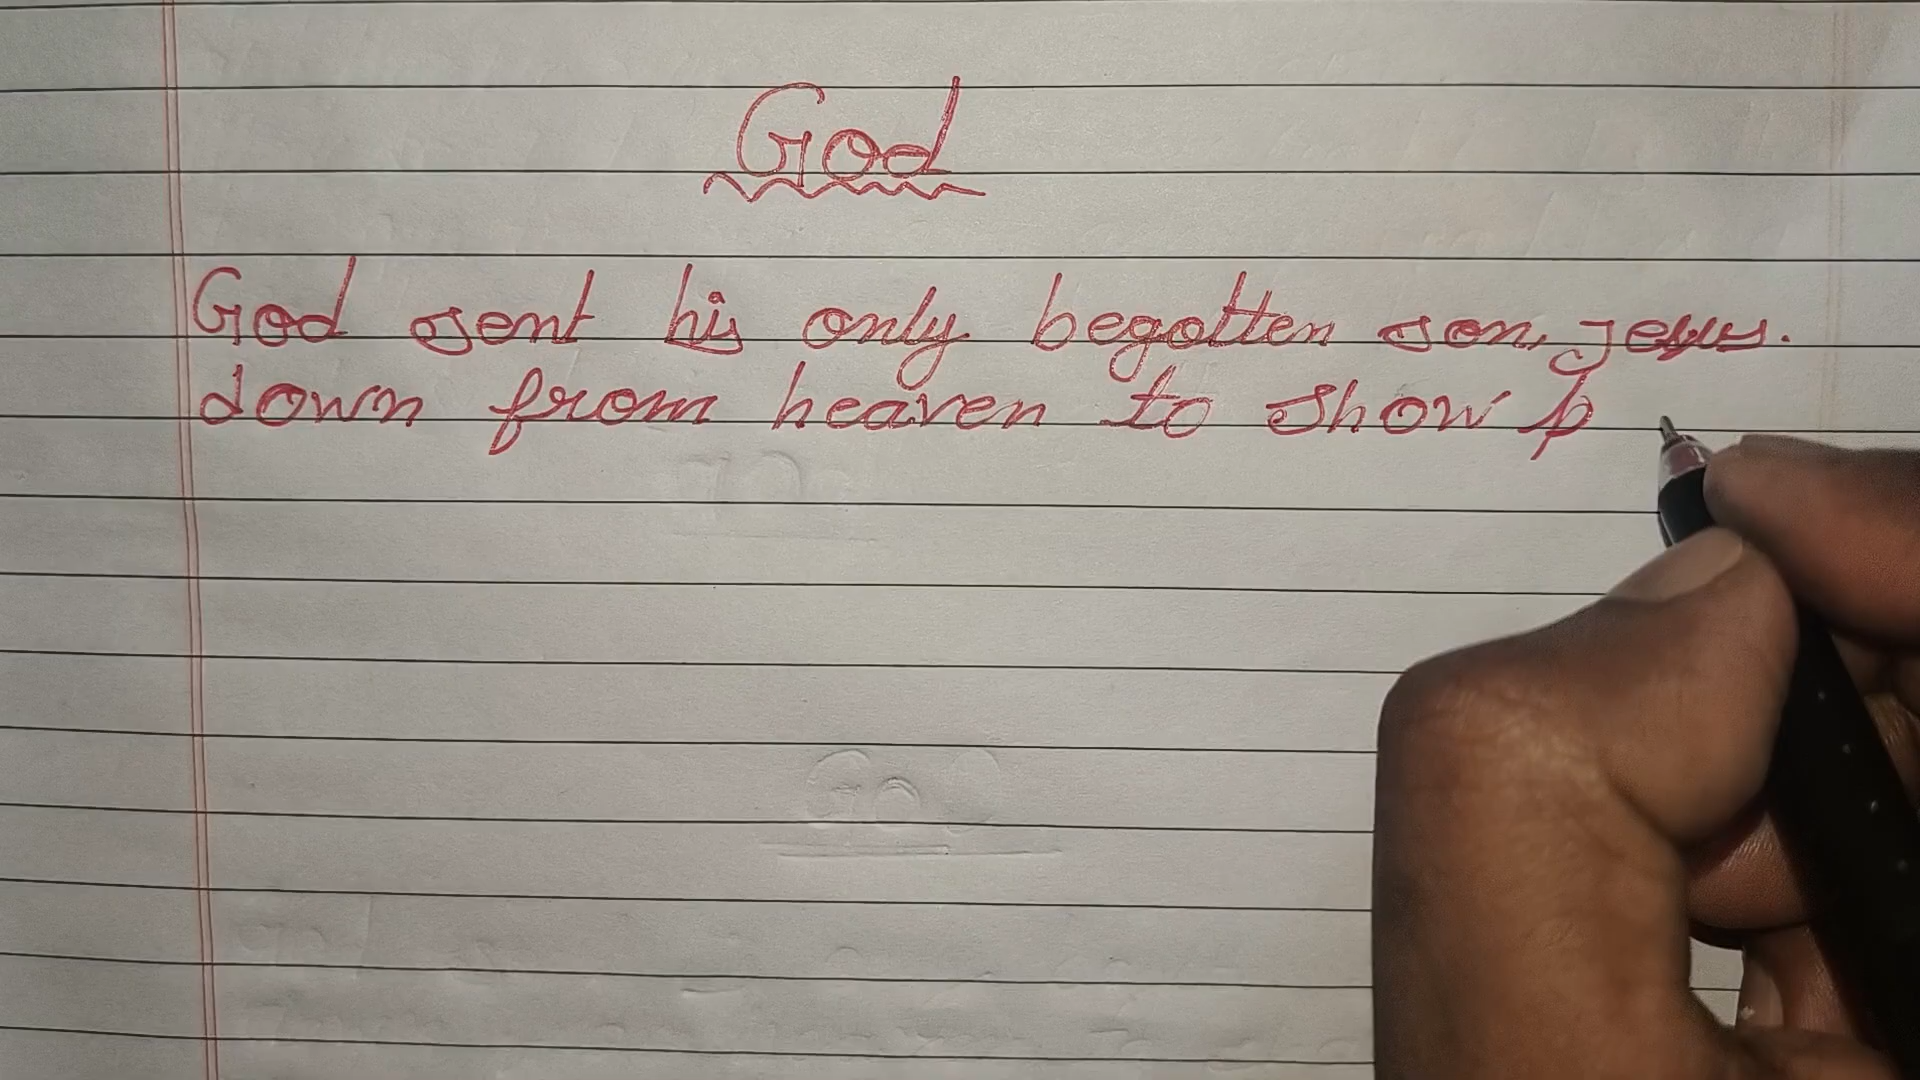 God
God sent his only begotten son, jesus.
down from heaven to show p